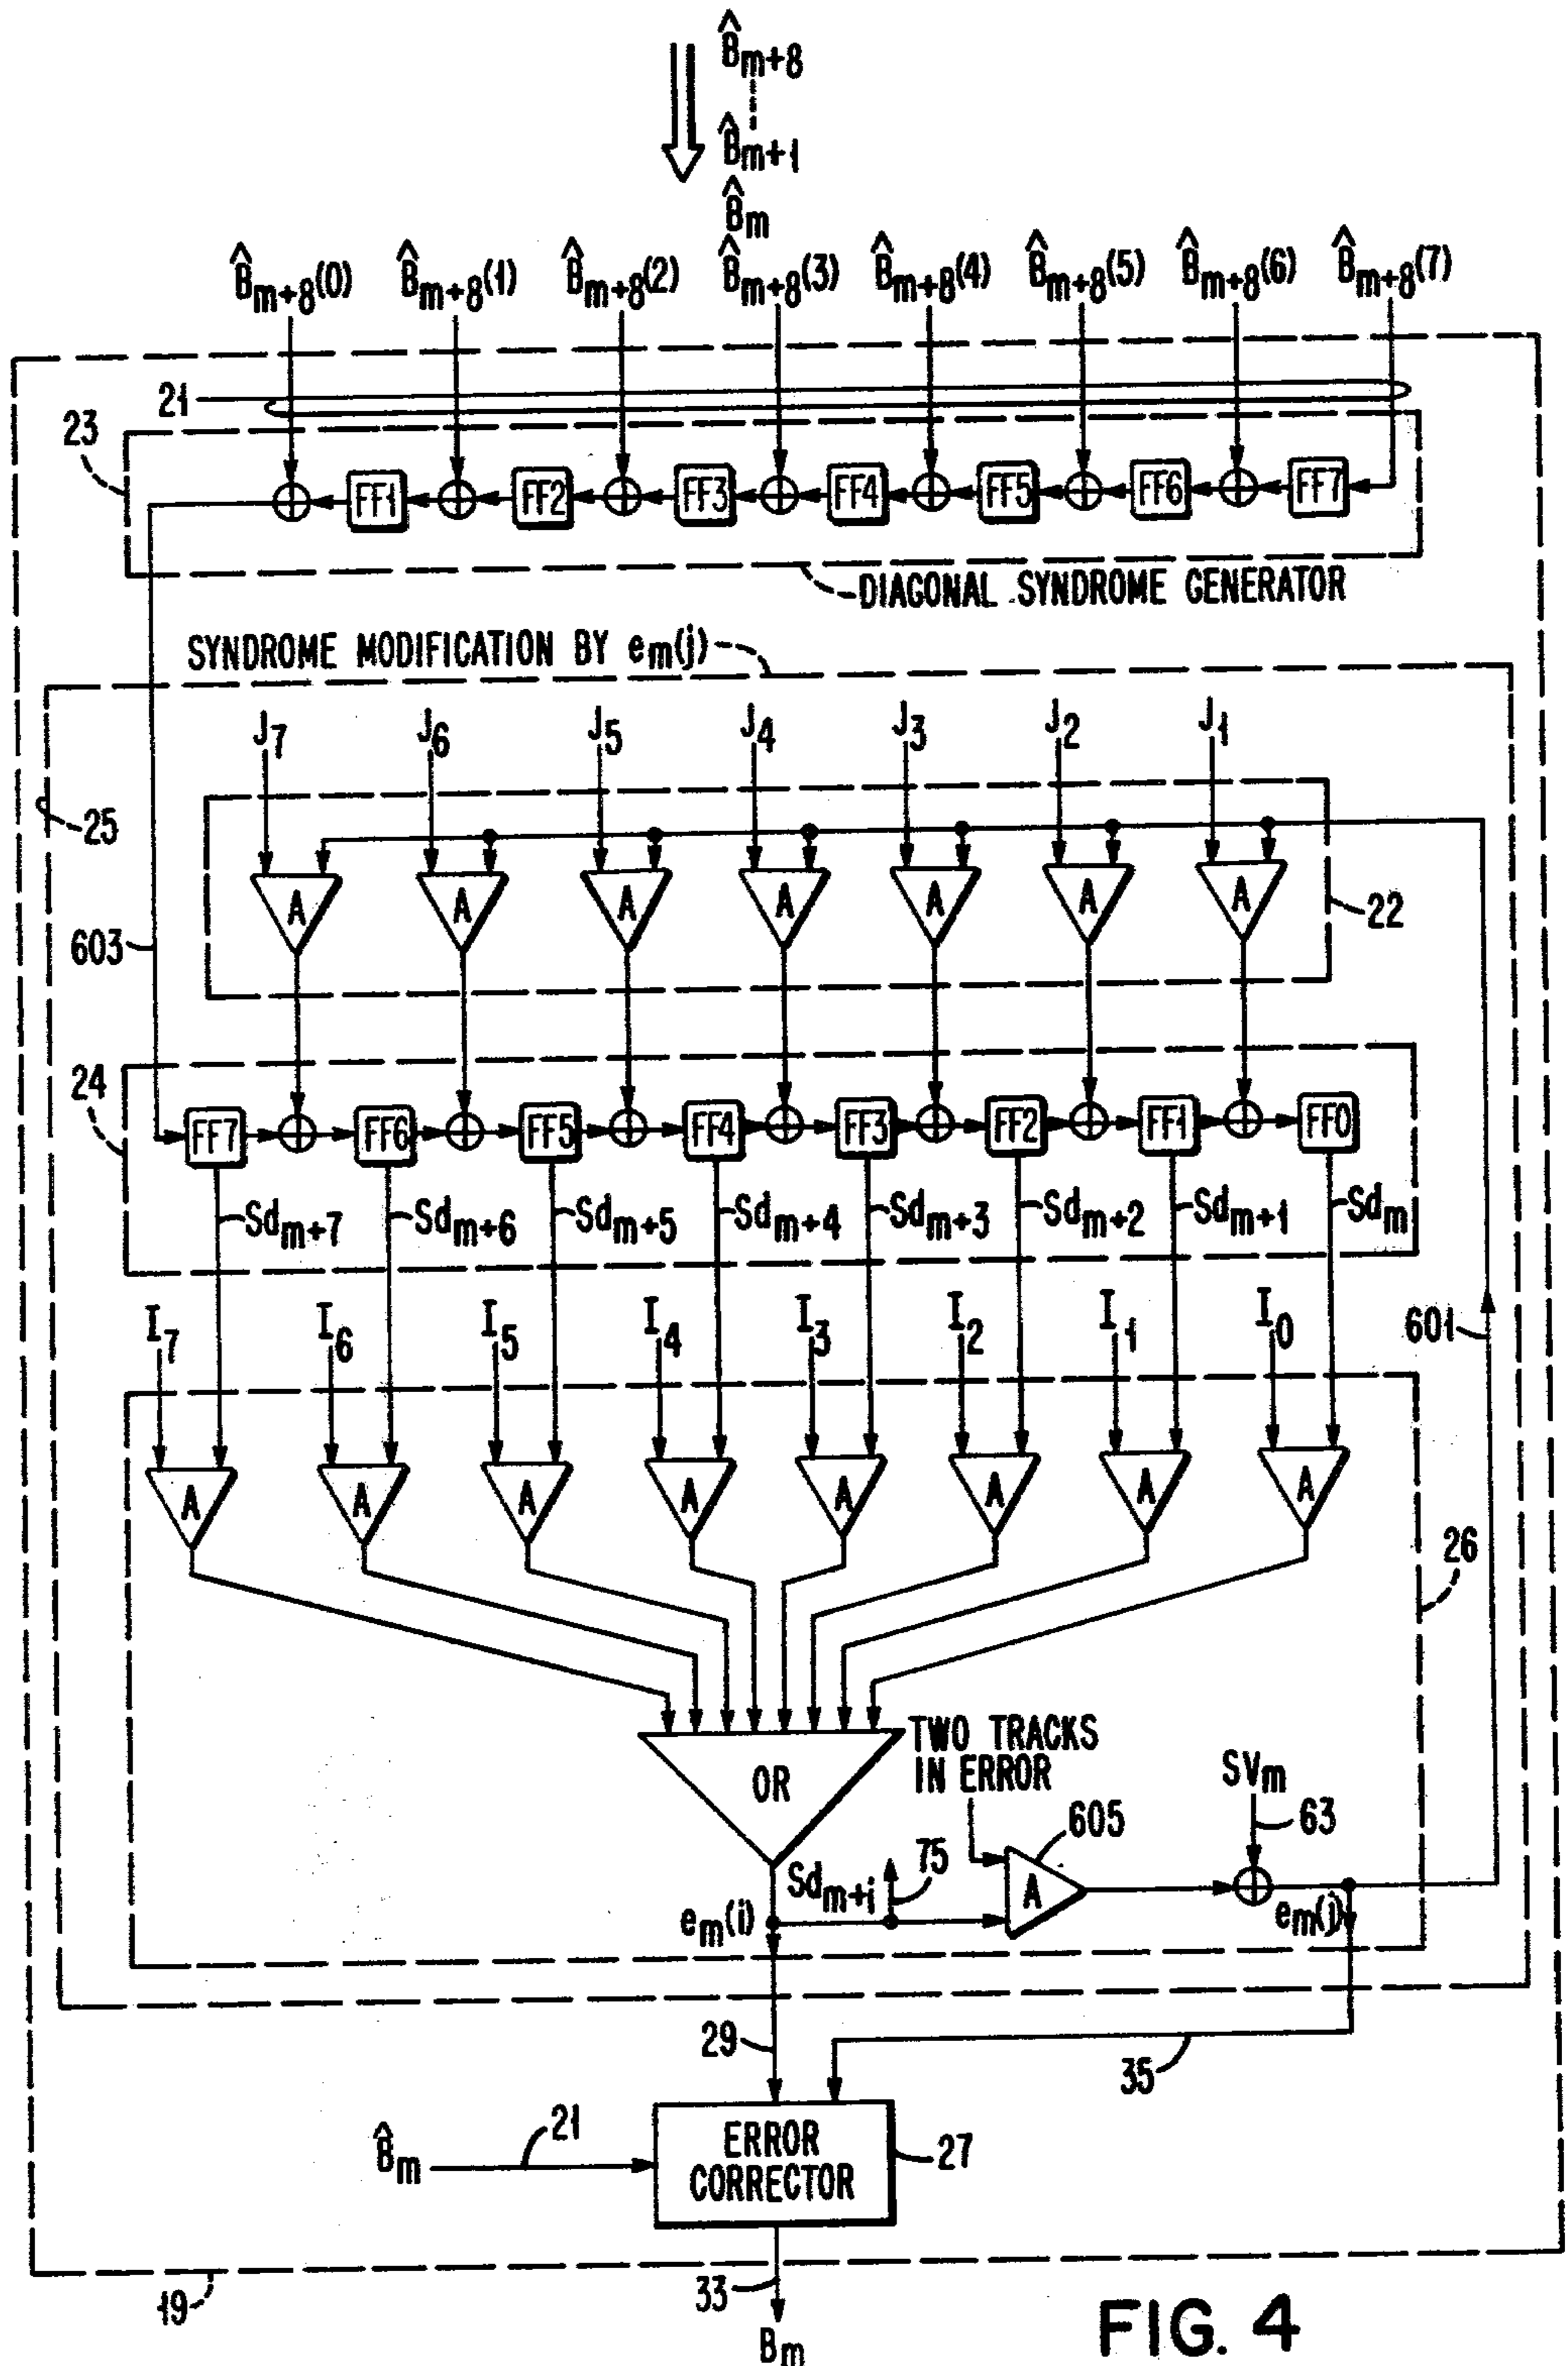 B̂m+8
B̂m+1
B̂m
B̂m+8(0) B̂m+8(1) B̂m+8(2) B̂m+8(3) B̂m+8(4) B̂m+8(5) B̂m+8(6) B̂m+8(7)
21
23
FF1 FF2 FF3 FF4 FF5 FF6 FF7
DIAGONAL SYNDROME GENERATOR
SYNDROME MODIFICATION BY em(j)
J7 J6 J5 J4 J3 J2 J1
25
A A A A A A A
22
603
24
FF7 FF6 FF5 FF4 FF3 FF2 FF1 FF0
Sdm+7 Sdm+6 Sdm+5 Sdm+4 Sdm+3 Sdm+2 Sdm+1 Sdm
I7 I6 I5 I4 I3 I2 I1 I0
601
A A A A A A A A
26
TWO TRACKS
IN ERROR
OR
SVm
63
605
75
Sdm+i
A
em(i)
em(j)
29
35
B̂m
21
ERROR
CORRECTOR
27
19
33
Bm
FIG. 4